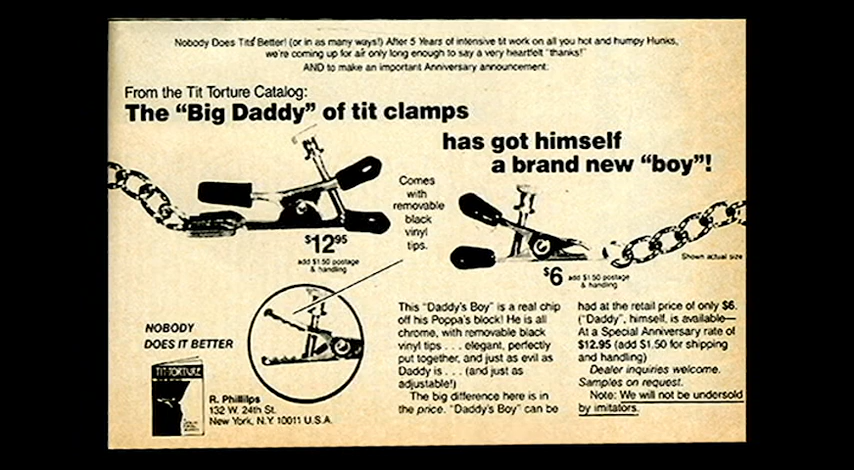 Nobody Does Tits' Better! (or in as many ways!) After 5 Years of intensive tit work on all you hot and humpy Hunks,
we're coming up for air only long enough to say a very heartfelt "thanks!"
AND to make an important Anniversary announcement:
From the Tit Torture Catalog:
The "Big Daddy" of tit clamps
has got himself
a brand new "boy"!
Comes
with
removable
black
vinyl
tips.
$12.95
add $1.50 postage
& handling
Shown actual size
$6 add $1.50 postage
& handling
NOBODY
DOES IT BETTER
TIT TORTURE
R. Phillips
132 W. 24th St.
New York, N.Y. 10011 U.S.A.
This "Daddy's Boy" is a real chip
off his Poppa's block! He is all
chrome, with removable black
vinyl tips . . . elegant, perfectly
put together, and just as evil as
Daddy is . . . (and just as
adjustable!)
The big difference here is in
the price. "Daddy's Boy" can be
had at the retail price of only $6.
("Daddy", himself, is available—
At a Special Anniversary rate of
$12.95 (add $1.50 for shipping
and handling)
Dealer inquiries welcome.
Samples on request.
Note: We will not be undersold
by imitators.